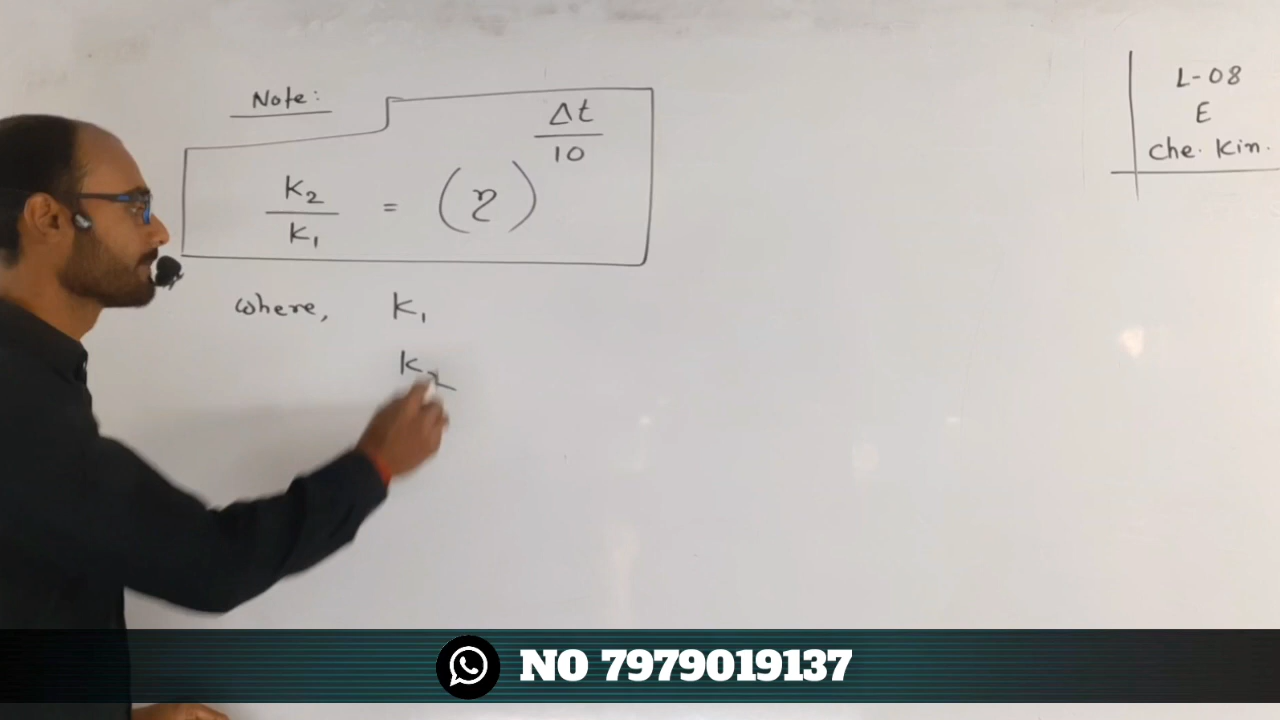 Note:
K₂/K₁ = (η)^(Δt/10)
where, K₁
K₂
L-08
E
Che. Kin.
NO 7979019137